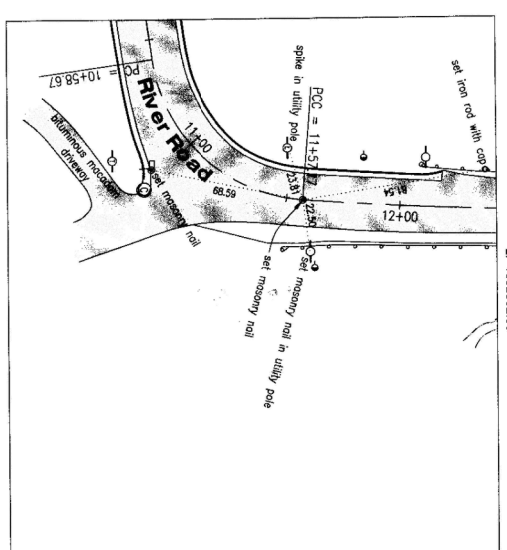 PC = 10+58.67
River Road
11+00
bituminous macadam
driveway
set masonry nail
68.59
spike in utility pole
PCC = 11+57
23.81
22.50
set iron rod with cap
12+00
set masonry nail
set masonry nail in utility pole